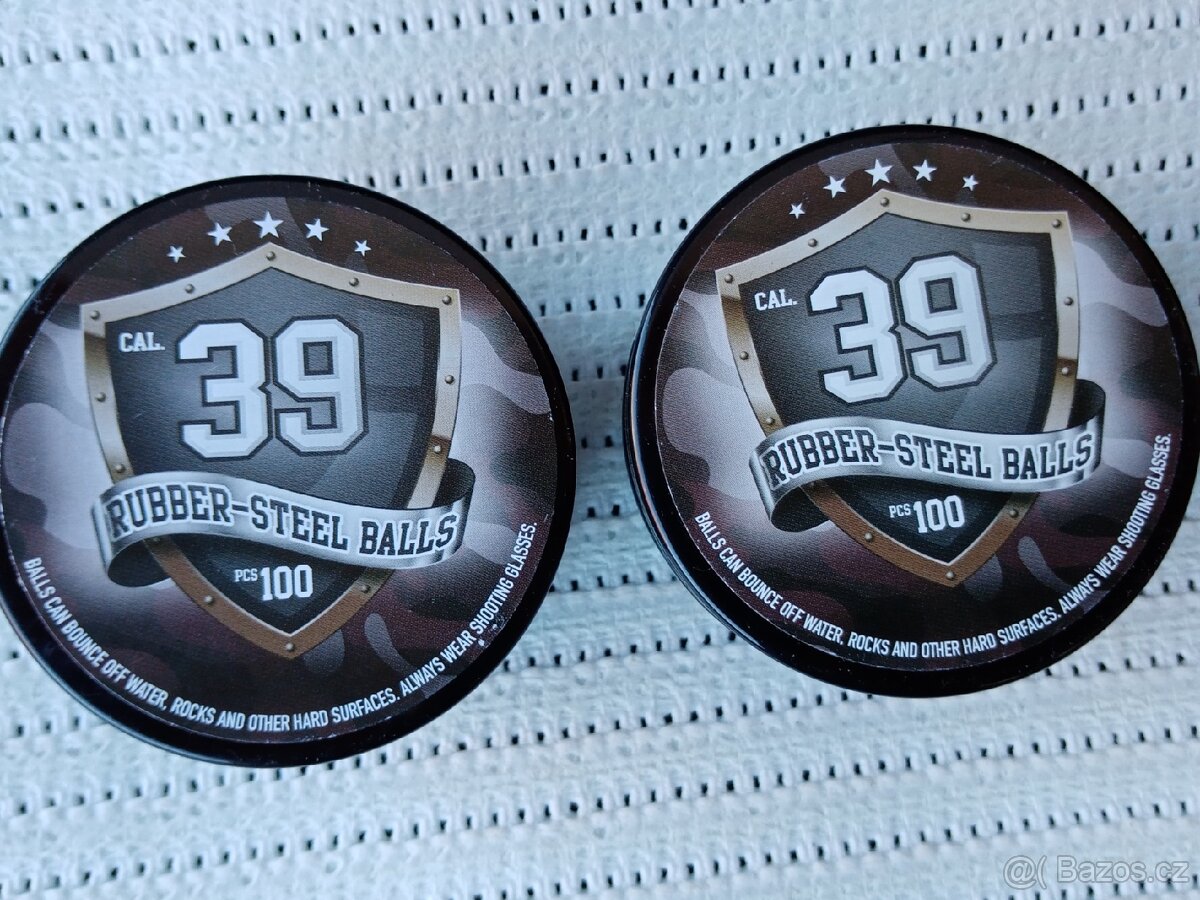 CAL. 39
RUBBER-STEEL BALLS
PCS 100
BALLS CAN BOUNCE OFF WATER, ROCKS AND OTHER HARD SURFACES. ALWAYS WEAR SHOOTING GLASSES.
CAL. 39
RUBBER-STEEL BALLS
PCS 100
BALLS CAN BOUNCE OFF WATER, ROCKS AND OTHER HARD SURFACES. ALWAYS WEAR SHOOTING GLASSES.
@( Bazos.cz